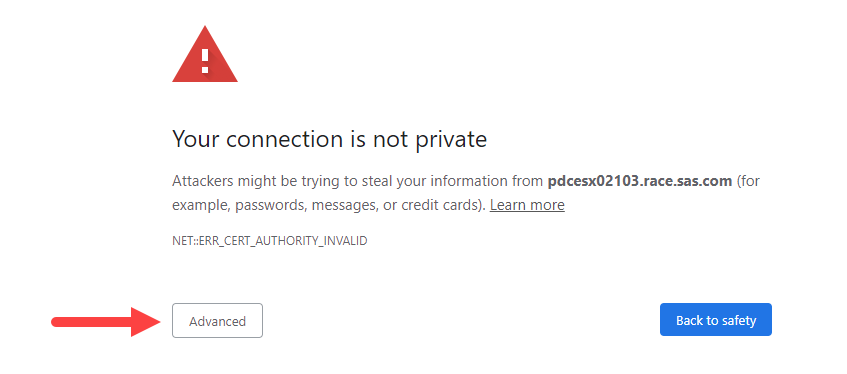 Your connection is not private
Attackers might be trying to steal your information from pdcesx02103.race.sas.com (for
example, passwords, messages, or credit cards). Learn more
NET::ERR_CERT_AUTHORITY_INVALID
Advanced
Back to safety